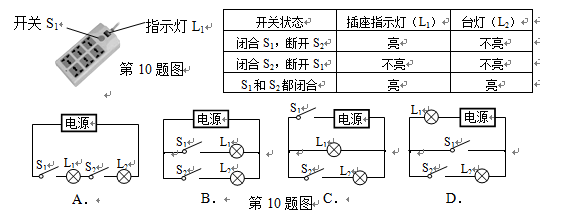 开关 S1
指示灯 L1
第 10 题图
开关状态 插座指示灯（L1） 台灯（L2）
闭合 S1，断开 S2 亮 不亮
闭合 S2，断开 S1 不亮 不亮
S1 和 S2 都闭合 亮 亮
电源
S1 L1 S2 L2
A．
电源
S1 L1
S2 L2
B．
S1 电源
L1
S2 L2
C．
L1 电源
S1
S2 L2
D．
第 10 题图